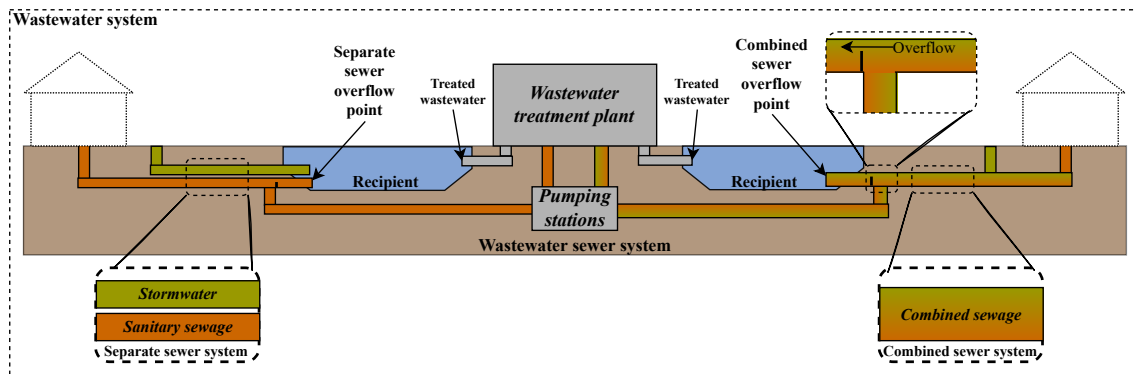 Wastewater system
Separate
sewer
overflow
point
Treated
wastewater
Wastewater
treatment plant
Treated
wastewater
Combined
sewer
overflow
point
Overflow
Recipient
Recipient
Pumping
stations
Wastewater sewer system
Stormwater
Sanitary sewage
Separate sewer system
Combined sewage
Combined sewer system